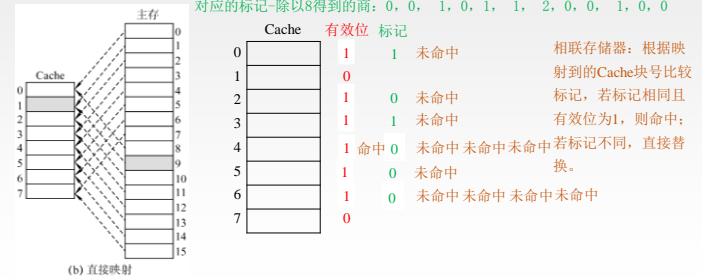 对应的标记-除以8得到的商：0，0， 1，0，1， 1， 2，0，0， 1，0，0
主存
Cache
0
1
2
3
4
5
6
7
0
1
2
3
4
5
6
7
8
9
10
11
12
13
14
15
(b) 直接映射
Cache 有效位 标记
0 1 1 未命中
1 0
2 1 0 未命中
3 1 1 未命中
4 1 命中 0 未命中 未命中 未命中
5 1 0 未命中
6 1 0 未命中 未命中 未命中 未命中
7 0
相联存储器：根据映
射到的Cache块号比较
标记，若标记相同且
有效位为1，则命中；
若标记不同，直接替
换。